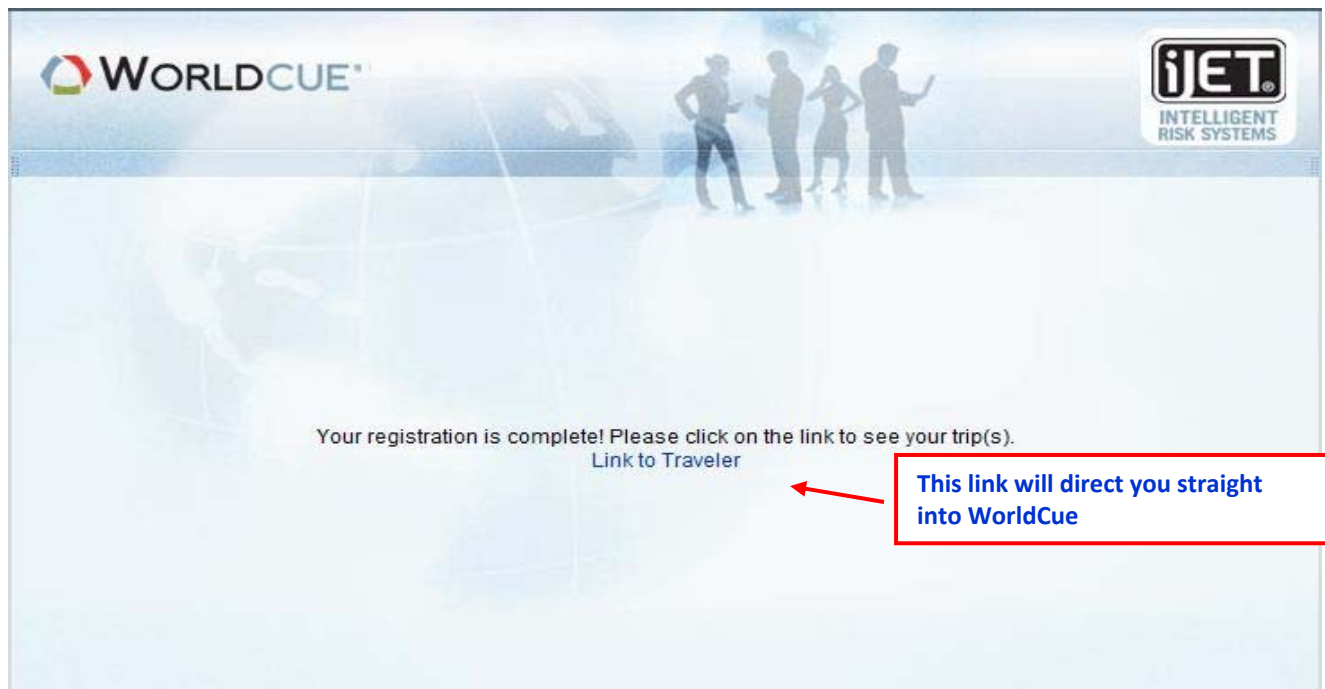 WORLDCUE
iJET®
INTELLIGENT
RISK SYSTEMS
Your registration is complete! Please click on the link to see your trip(s).
Link to Traveler
This link will direct you straight
into WorldCue